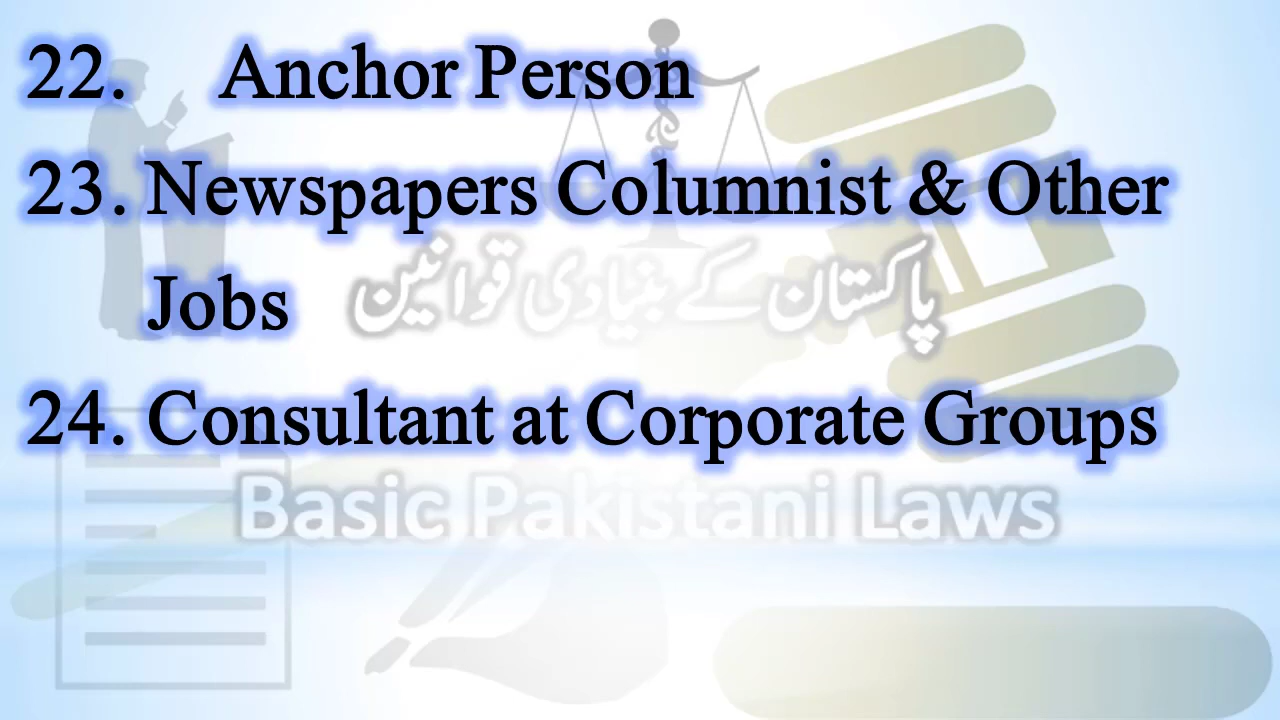 22. Anchor Person
23. Newspapers Columnist & Other
Jobs
پاکستان کے بنیادی قوانین
24. Consultant at Corporate Groups
Basic Pakistani Laws